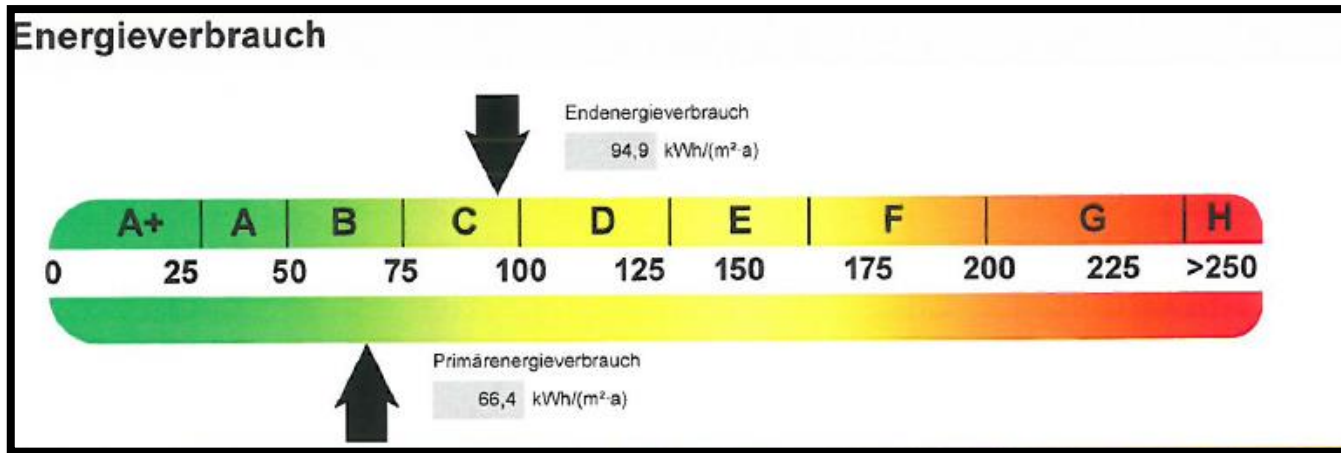 Energieverbrauch
Endenergieverbrauch
94,9 kWh/(m²·a)
A+ A B C D E F G H
0 25 50 75 100 125 150 175 200 225 >250
Primärenergieverbrauch
66,4 kWh/(m²·a)